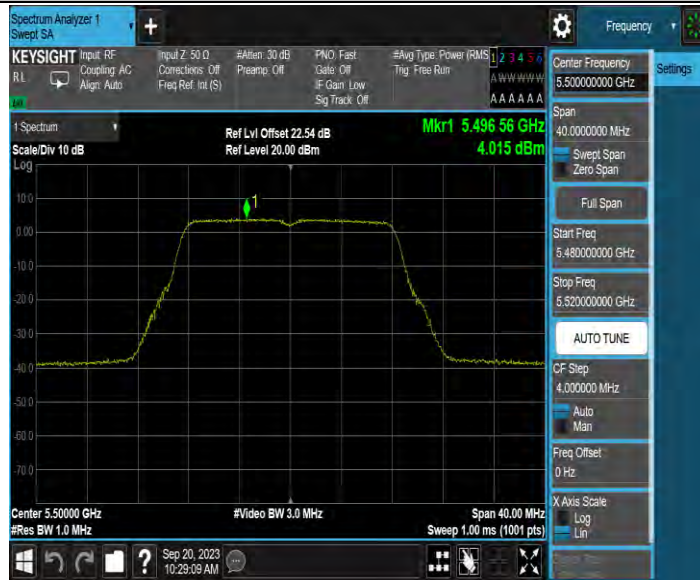 Spectrum Analyzer 1
Swept SA
Frequency
KEYSIGHT
RL
Input: RF
Coupling: AC
Align: Auto
Input Z: 50 Ω
Corrections: Off
Freq Ref: Int (S)
#Atten: 30 dB
Preamp: Off
PNO: Fast
Gate: Off
IF Gain: Low
Sig Track: Off
#Avg Type: Power (RMS
Trig: Free Run
1 2 3 4 5 6
A W W W W W
A A A A A A
1 Spectrum
Scale/Div 10 dB
Ref Lvl Offset 22.54 dB
Ref Level 20.00 dBm
Mkr1 5.496 56 GHz
4.015 dBm
Log
10.0
0.00
-10.0
-20.0
-30.0
-40.0
-50.0
-60.0
-70.0
1
Center 5.50000 GHz
#Res BW 1.0 MHz
#Video BW 3.0 MHz
Span 40.00 MHz
Sweep 1.00 ms (1001 pts)
Sep 20, 2023
10:29:09 AM
?
Center Frequency
5.500000000 GHz
Settings
Span
40.0000000 MHz
Swept Span
Zero Span
Full Span
Start Freq
5.480000000 GHz
Stop Freq
5.520000000 GHz
AUTO TUNE
CF Step
4.000000 MHz
Auto
Man
Freq Offset
0 Hz
X Axis Scale
Log
Lin